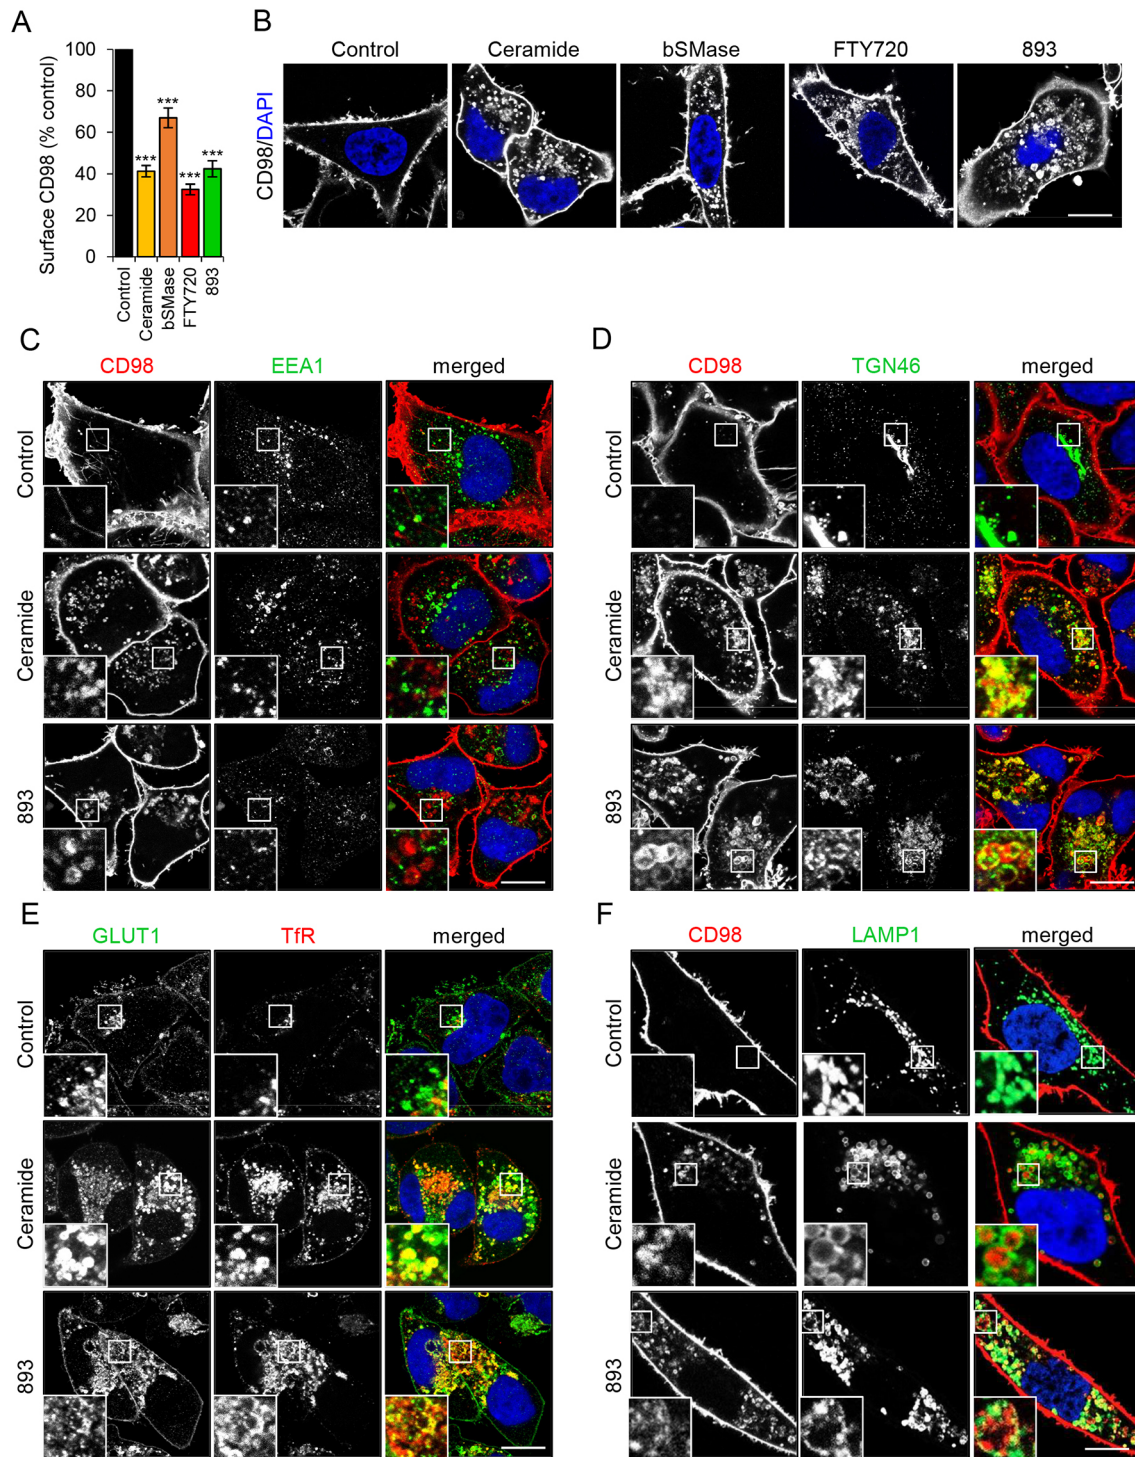 A
Surface CD98 (% control)
100
80
60
40
20
0
***
***
***
***
Control
Ceramide
bSMase
FTY720
893
B
Control Ceramide bSMase FTY720 893
CD98/DAPI
C
CD98 EEA1 merged
Control
Ceramide
893
D
CD98 TGN46 merged
Control
Ceramide
893
E
GLUT1 TfR merged
Control
Ceramide
893
F
CD98 LAMP1 merged
Control
Ceramide
893